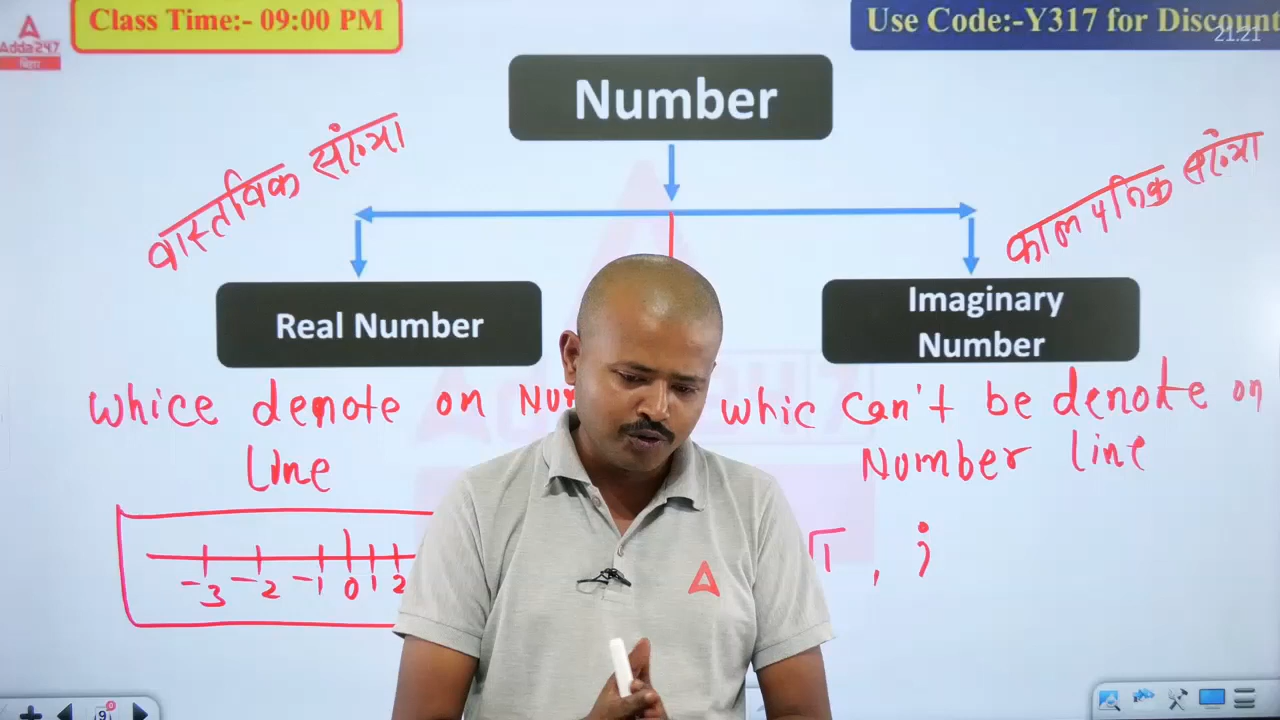 Class Time:- 09:00 PM
Use Code:-Y317 for Discount
21:21
Adda247
बिहार
Number
वास्तविक संख्या
काल्पनिक संख्या
Real Number
Imaginary
Number
Whice denote on
line
Whic can't be denote on
Number line
-3 -2 -1 0 1 2
, i
9